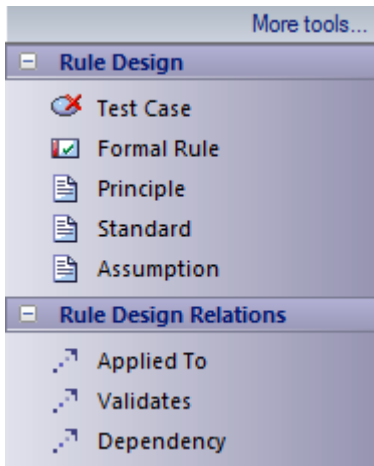 More tools...
Rule Design
Test Case
Formal Rule
Principle
Standard
Assumption
Rule Design Relations
Applied To
Validates
Dependency